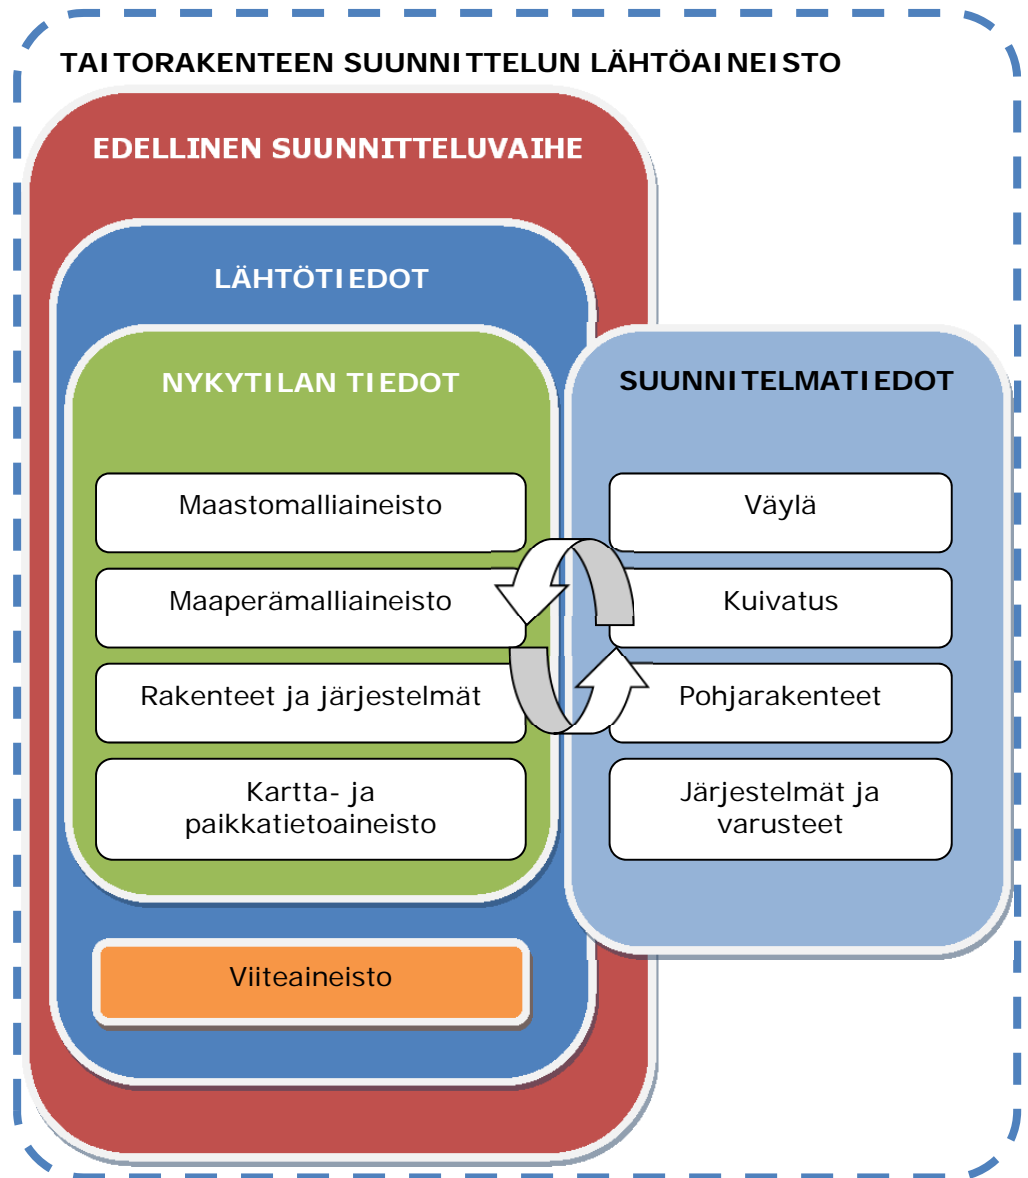 TAITORAKENTEEN SUUNNITTELUN LÄHTÖAINEISTO
EDELLINEN SUUNNITTELUVAIHE
LÄHTÖTIEDOT
NYKYTILAN TIEDOT
Maastomalliaineisto
Maaperämalliaineisto
Rakenteet ja järjestelmät
Kartta- ja
paikkatietoaineisto
Viiteaineisto
SUUNNITELMATIEDOT
Väylä
Kuivatus
Pohjarakenteet
Järjestelmät ja
varusteet